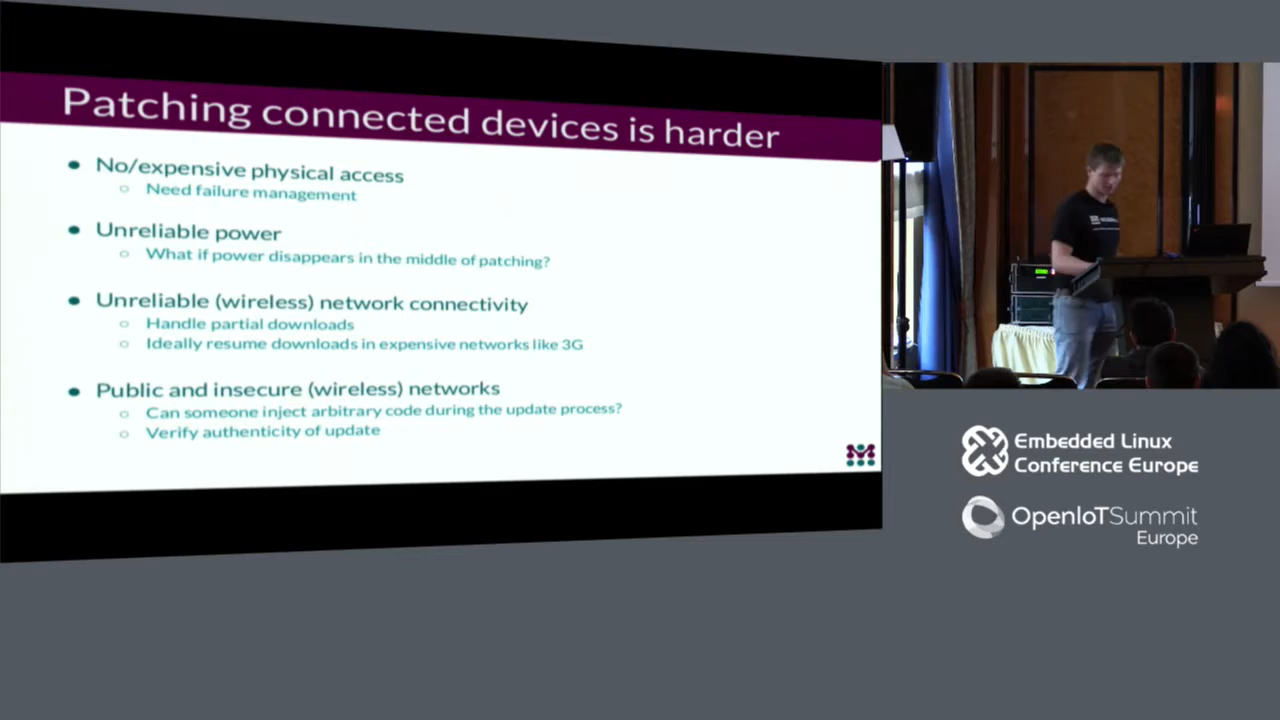 Patching connected devices is harder
No/expensive physical access
Need failure management
Unreliable power
What if power disappears in the middle of patching?
Unreliable (wireless) network connectivity
Handle partial downloads
Ideally resume downloads in expensive networks like 3G
Public and insecure (wireless) networks
Can someone inject arbitrary code during the update process?
Verify authenticity of update
Embedded Linux
Conference Europe
OpenIoTSummit
Europe